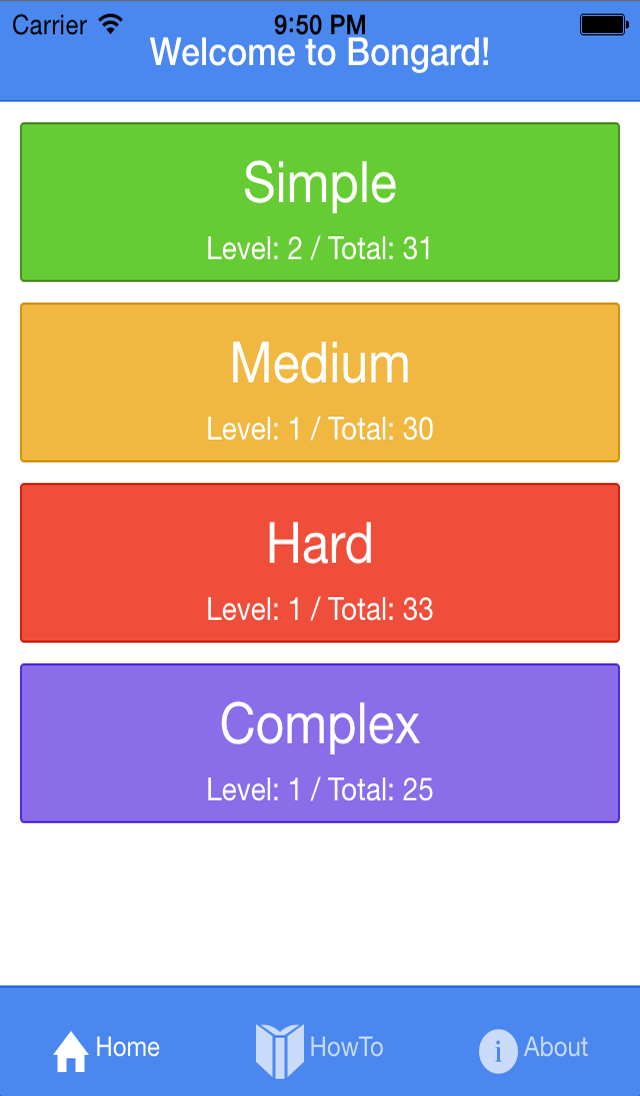 Carrier 9:50 PM
Welcome to Bongard!
Simple
Level: 2 / Total: 31
Medium
Level: 1 / Total: 30
Hard
Level: 1 / Total: 33
Complex
Level: 1 / Total: 25
Home HowTo i About